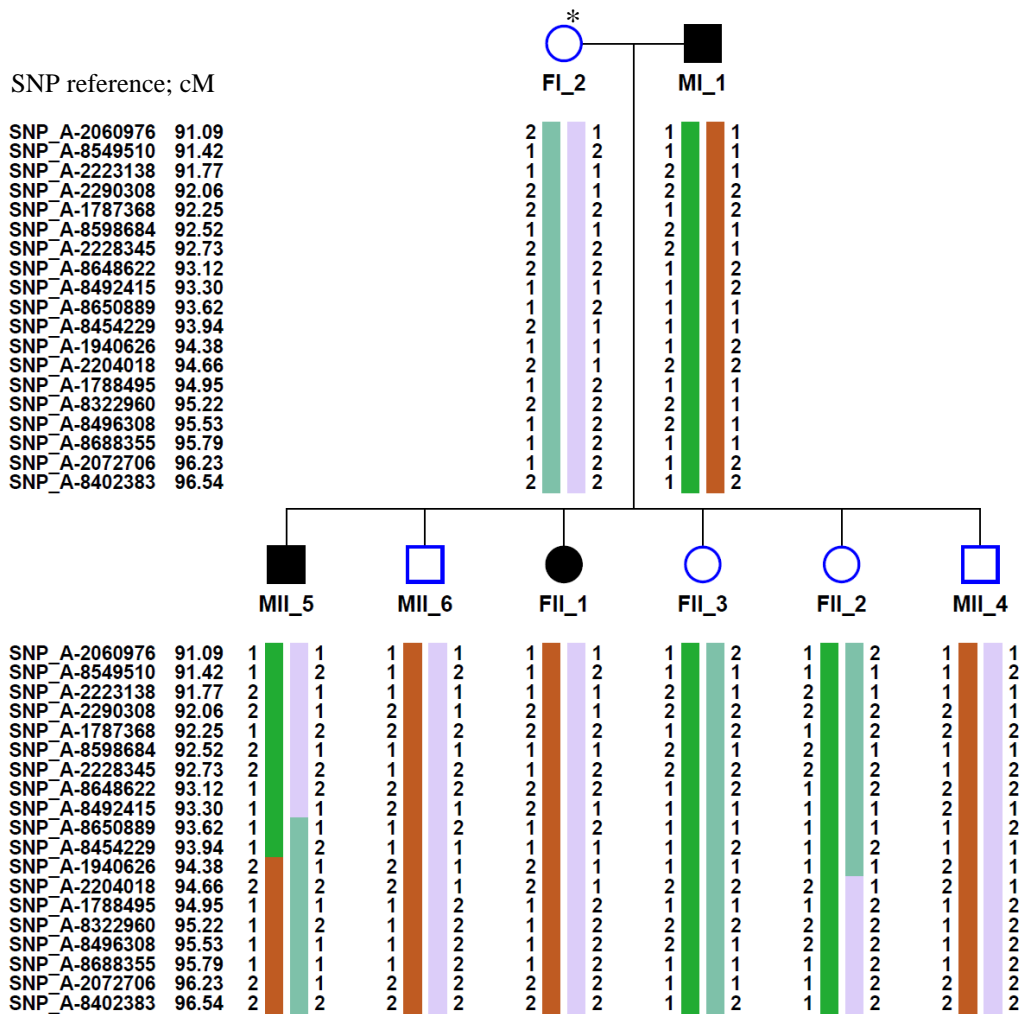 *
FI_2 MI_1
SNP reference; cM
SNP_A-2060976 91.09 2 1 1 1
SNP_A-8549510 91.42 1 2 1 1
SNP_A-2223138 91.77 1 1 2 1
SNP_A-2290308 92.06 2 1 2 2
SNP_A-1787368 92.25 2 2 1 2
SNP_A-8598684 92.52 1 1 2 1
SNP_A-2228345 92.73 2 2 2 1
SNP_A-8648622 93.12 2 2 1 2
SNP_A-8492415 93.30 1 1 1 2
SNP_A-8650889 93.62 1 2 1 1
SNP_A-8454229 93.94 2 1 1 1
SNP_A-1940626 94.38 1 1 1 2
SNP_A-2204018 94.66 2 1 2 2
SNP_A-1788495 94.95 1 2 1 1
SNP_A-8322960 95.22 2 2 2 1
SNP_A-8496308 95.53 1 2 2 1
SNP_A-8688355 95.79 1 2 1 1
SNP_A-2072706 96.23 1 2 1 2
SNP_A-8402383 96.54 2 2 1 2
MII_5 MII_6 FII_1 FII_3 FII_2 MII_4
SNP_A-2060976 91.09 1 1 1 1 1 1 1 2 1 2 1 1
SNP_A-8549510 91.42 1 2 1 2 1 2 1 1 1 1 1 2
SNP_A-2223138 91.77 2 1 1 1 1 1 2 1 2 1 1 1
SNP_A-2290308 92.06 2 1 2 1 2 1 2 2 2 2 2 1
SNP_A-1787368 92.25 1 2 2 2 2 2 1 2 1 2 2 2
SNP_A-8598684 92.52 2 1 1 1 1 1 2 1 2 1 1 1
SNP_A-2228345 92.73 2 2 1 2 1 2 2 2 2 2 1 2
SNP_A-8648622 93.12 1 2 2 2 2 2 1 2 1 2 2 2
SNP_A-8492415 93.30 1 1 2 1 2 1 1 1 1 1 2 1
SNP_A-8650889 93.62 1 1 1 2 1 2 1 1 1 1 1 2
SNP_A-8454229 93.94 1 2 1 1 1 1 1 2 1 2 1 1
SNP_A-1940626 94.38 2 1 2 1 2 1 1 1 1 1 2 1
SNP_A-2204018 94.66 2 2 2 1 2 1 2 2 2 1 2 1
SNP_A-1788495 94.95 1 1 1 2 1 2 1 1 1 2 1 2
SNP_A-8322960 95.22 1 2 1 2 1 2 2 2 2 2 1 2
SNP_A-8496308 95.53 1 1 1 2 1 2 2 1 2 2 1 2
SNP_A-8688355 95.79 1 1 1 2 1 2 1 1 1 2 1 2
SNP_A-2072706 96.23 2 1 2 2 2 2 1 1 1 2 2 2
SNP_A-8402383 96.54 2 2 2 2 2 2 1 2 1 2 2 2